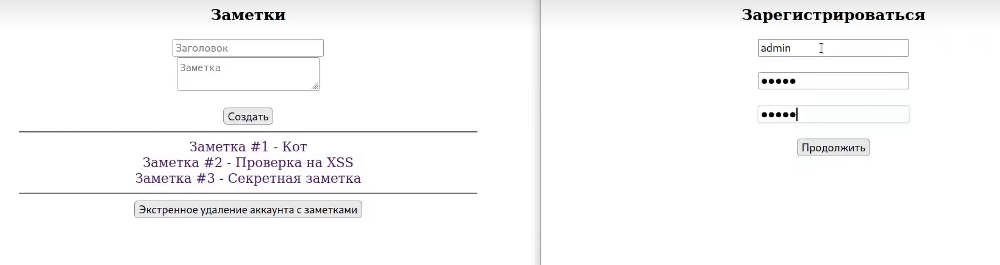 Заметки
Заголовок
Заметка
Создать
Заметка #1 - Кот
Заметка #2 - Проверка на XSS
Заметка #3 - Секретная заметка
Экстренное удаление аккаунта с заметками
Зарегистрироваться
admin
●●●●●
●●●●●
Продолжить